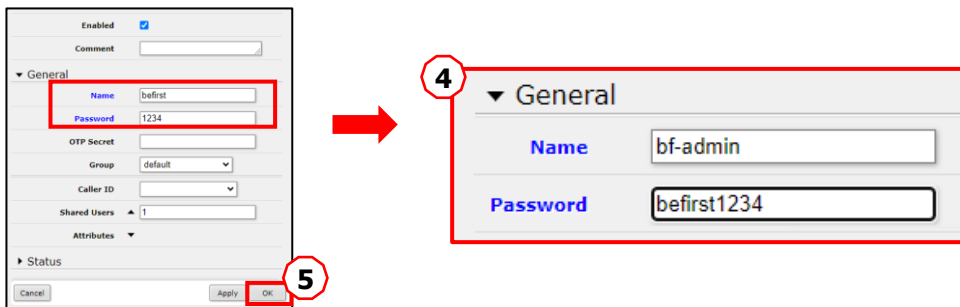 Enabled
Comment
General
Name befirst
Password 1234
OTP Secret
Group default
Caller ID
Shared Users 1
Attributes
Status
Cancel Apply OK
5
4
General
Name bf-admin
Password befirst1234